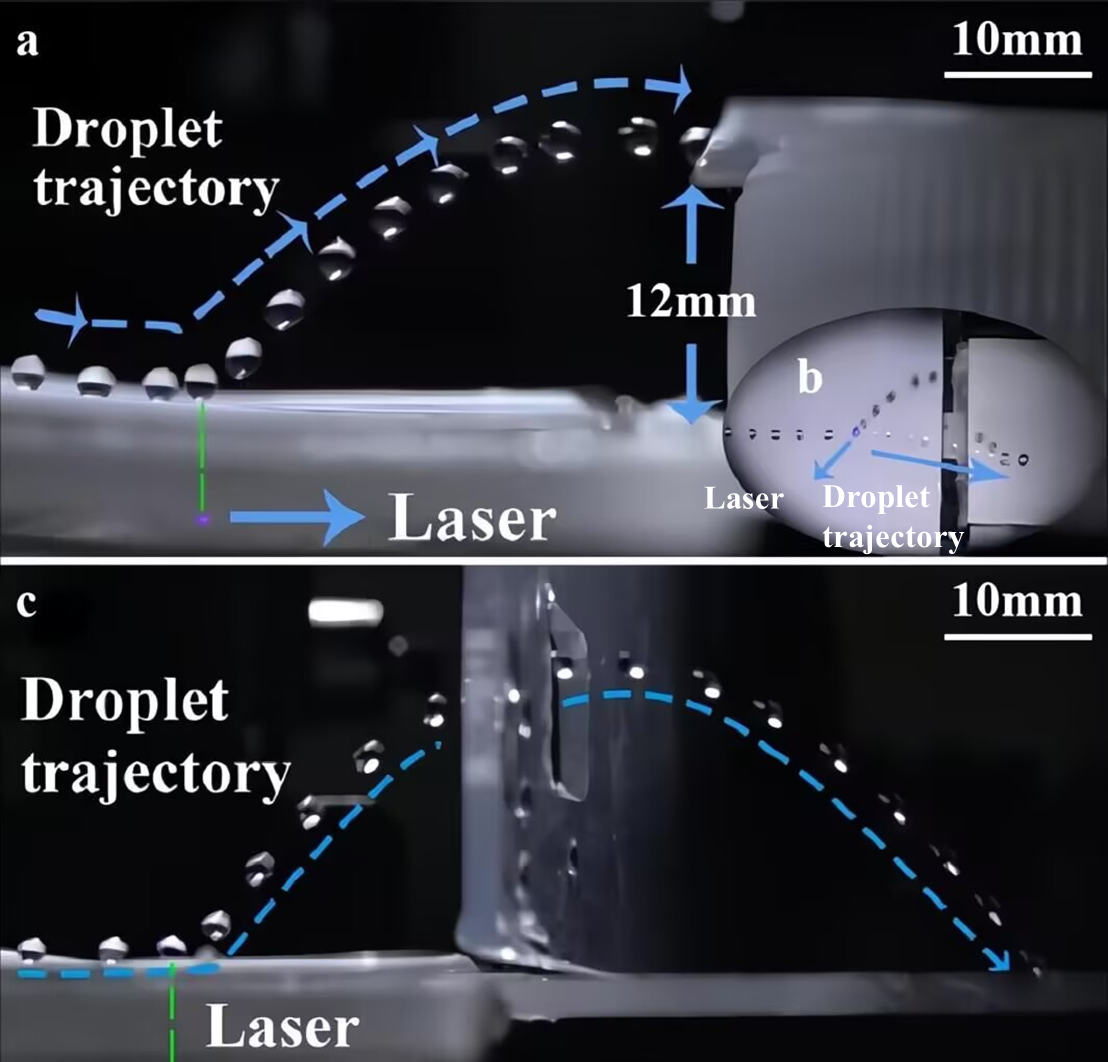 a
10mm
Droplet
trajectory
12mm
b
Laser
Laser
Droplet
trajectory
c
10mm
Droplet
trajectory
Laser